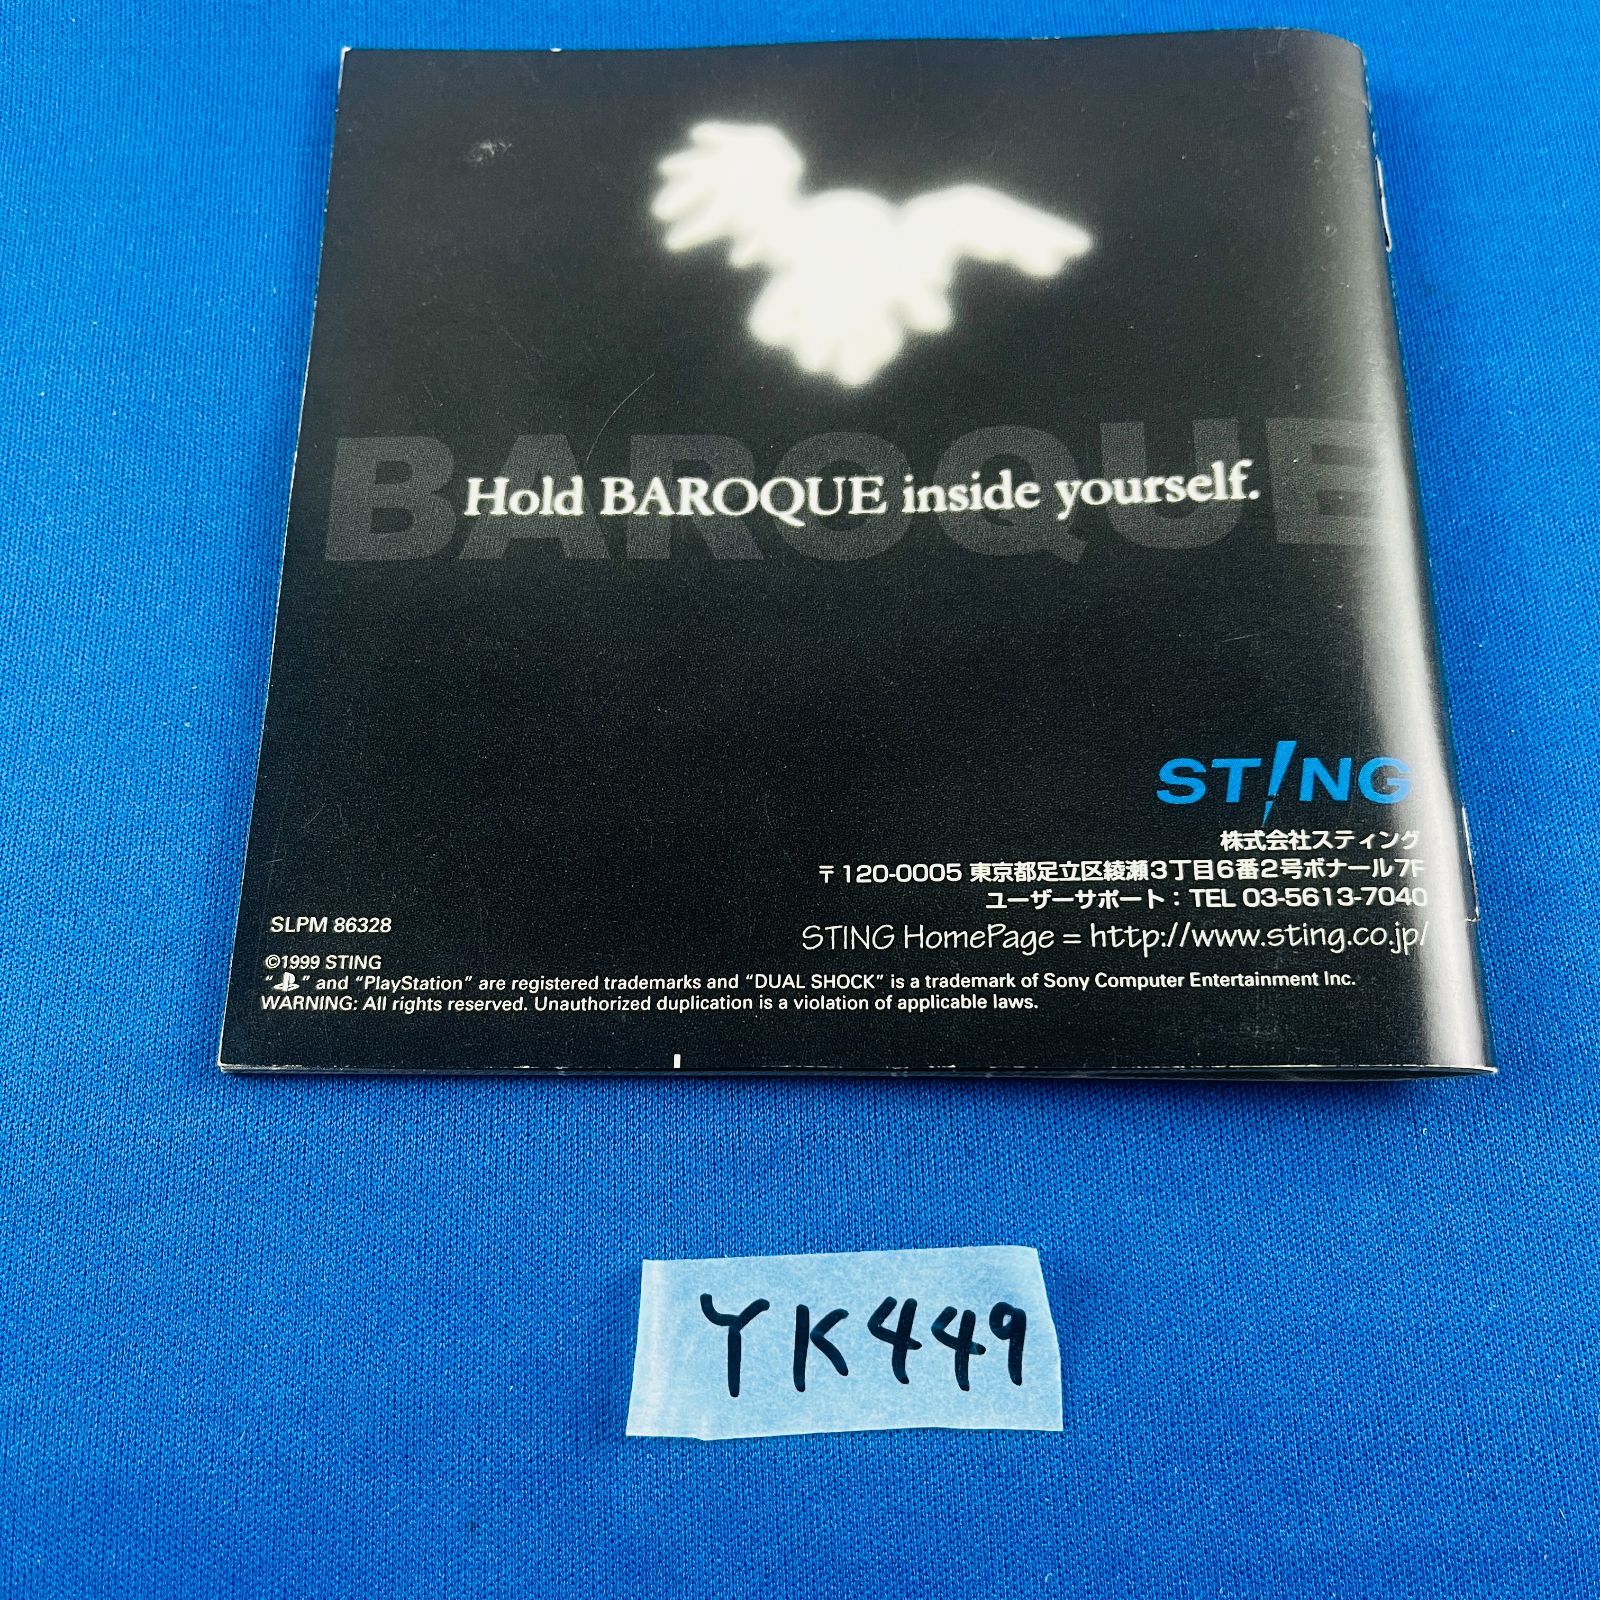 BAROQUE
Hold BAROQUE inside yourself.
ST!NG
株式会社スティング
〒120-0005 東京都足立区綾瀬3丁目6番2号ボナール7F
ユーザーサポート：TEL 03-5613-7040
STING HomePage = http://www.sting.co.jp/
SLPM 86328
©1999 STING
“ ” and “PlayStation” are registered trademarks and “DUAL SHOCK” is a trademark of Sony Computer Entertainment Inc.
WARNING: All rights reserved. Unauthorized duplication is a violation of applicable laws.
YK449